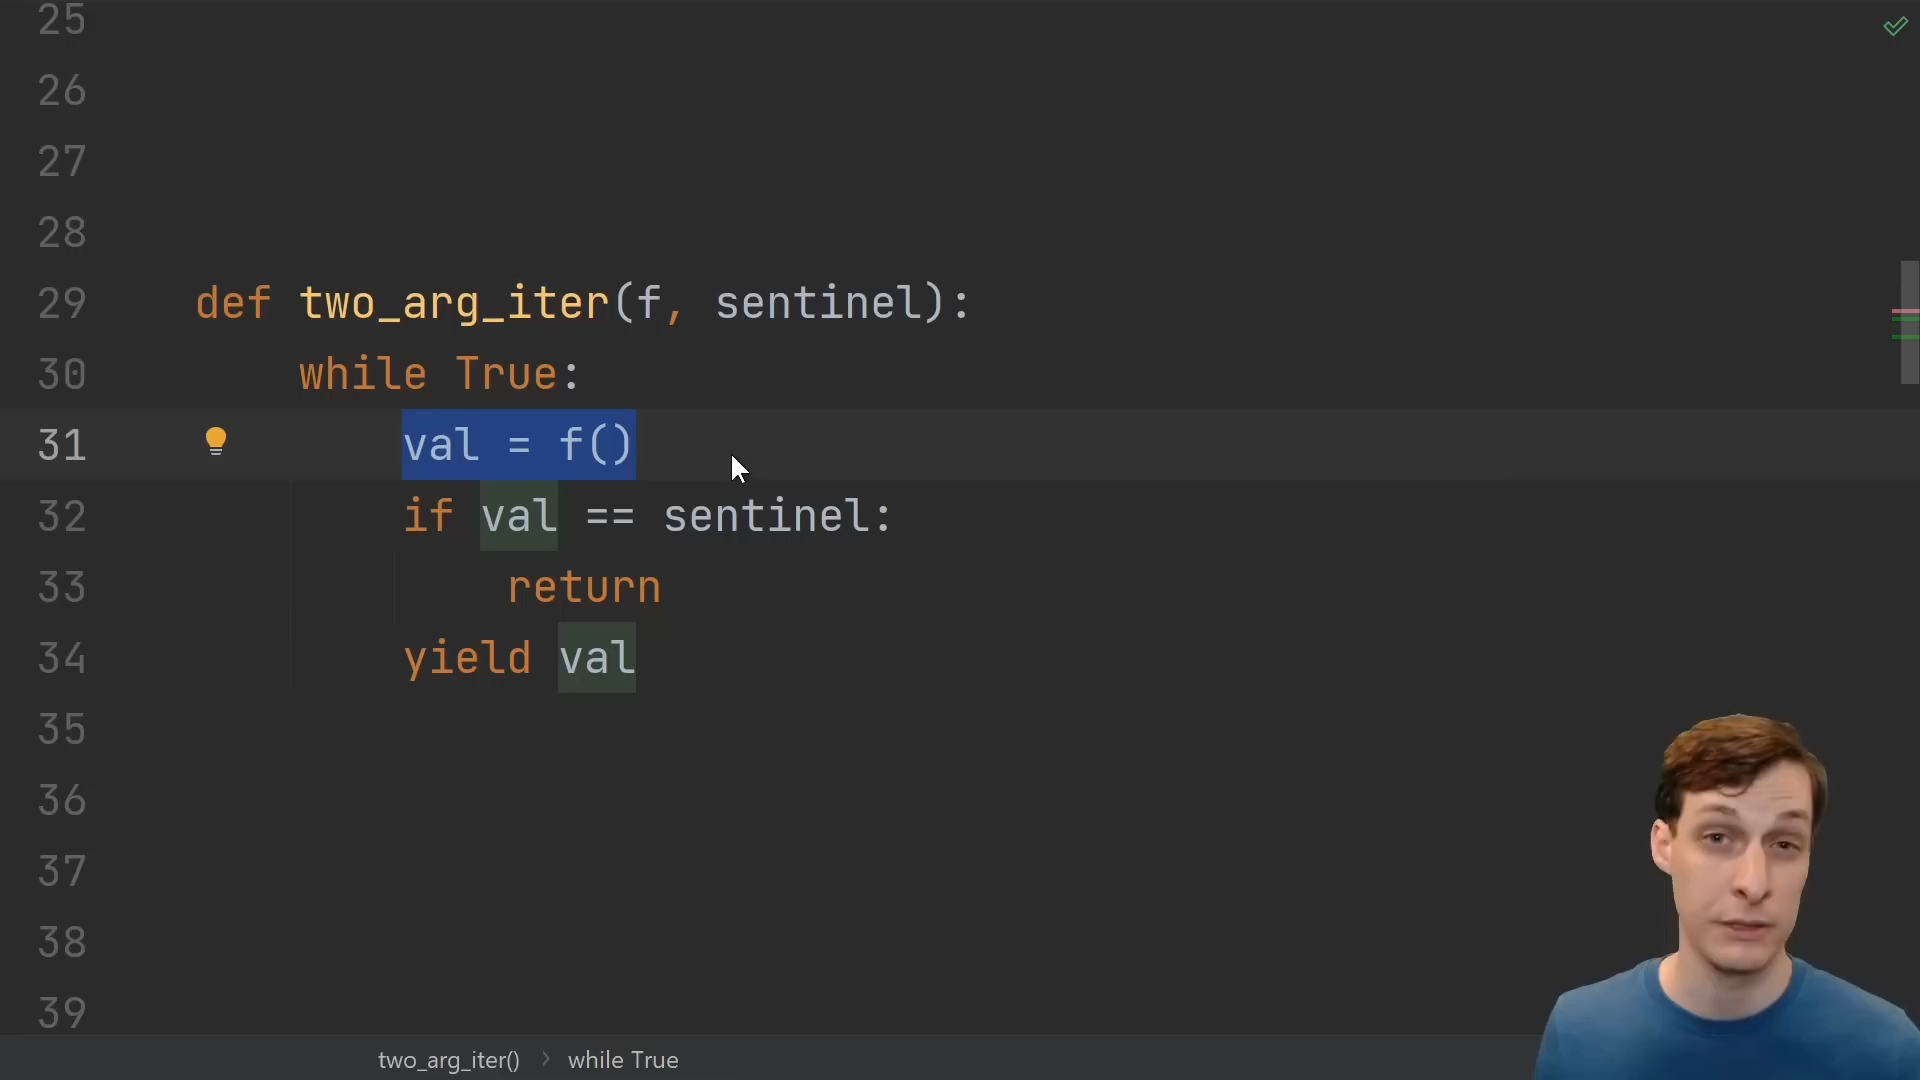 25
26
27
28
29 def two_arg_iter(f, sentinel):
30 while True:
31 val = f()
32 if val == sentinel:
33 return
34 yield val
35
36
37
38
39
two_arg_iter() > while True